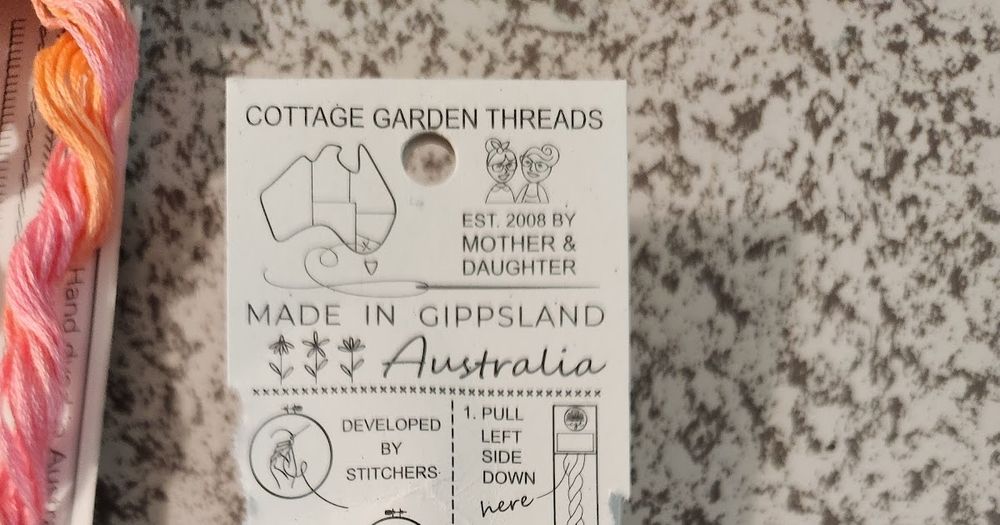 COTTAGE GARDEN THREADS
EST. 2008 BY
MOTHER &
DAUGHTER
MADE IN GIPPSLAND
Australia
DEVELOPED
BY
STITCHERS
1. PULL
LEFT
SIDE
DOWN
here
Hand